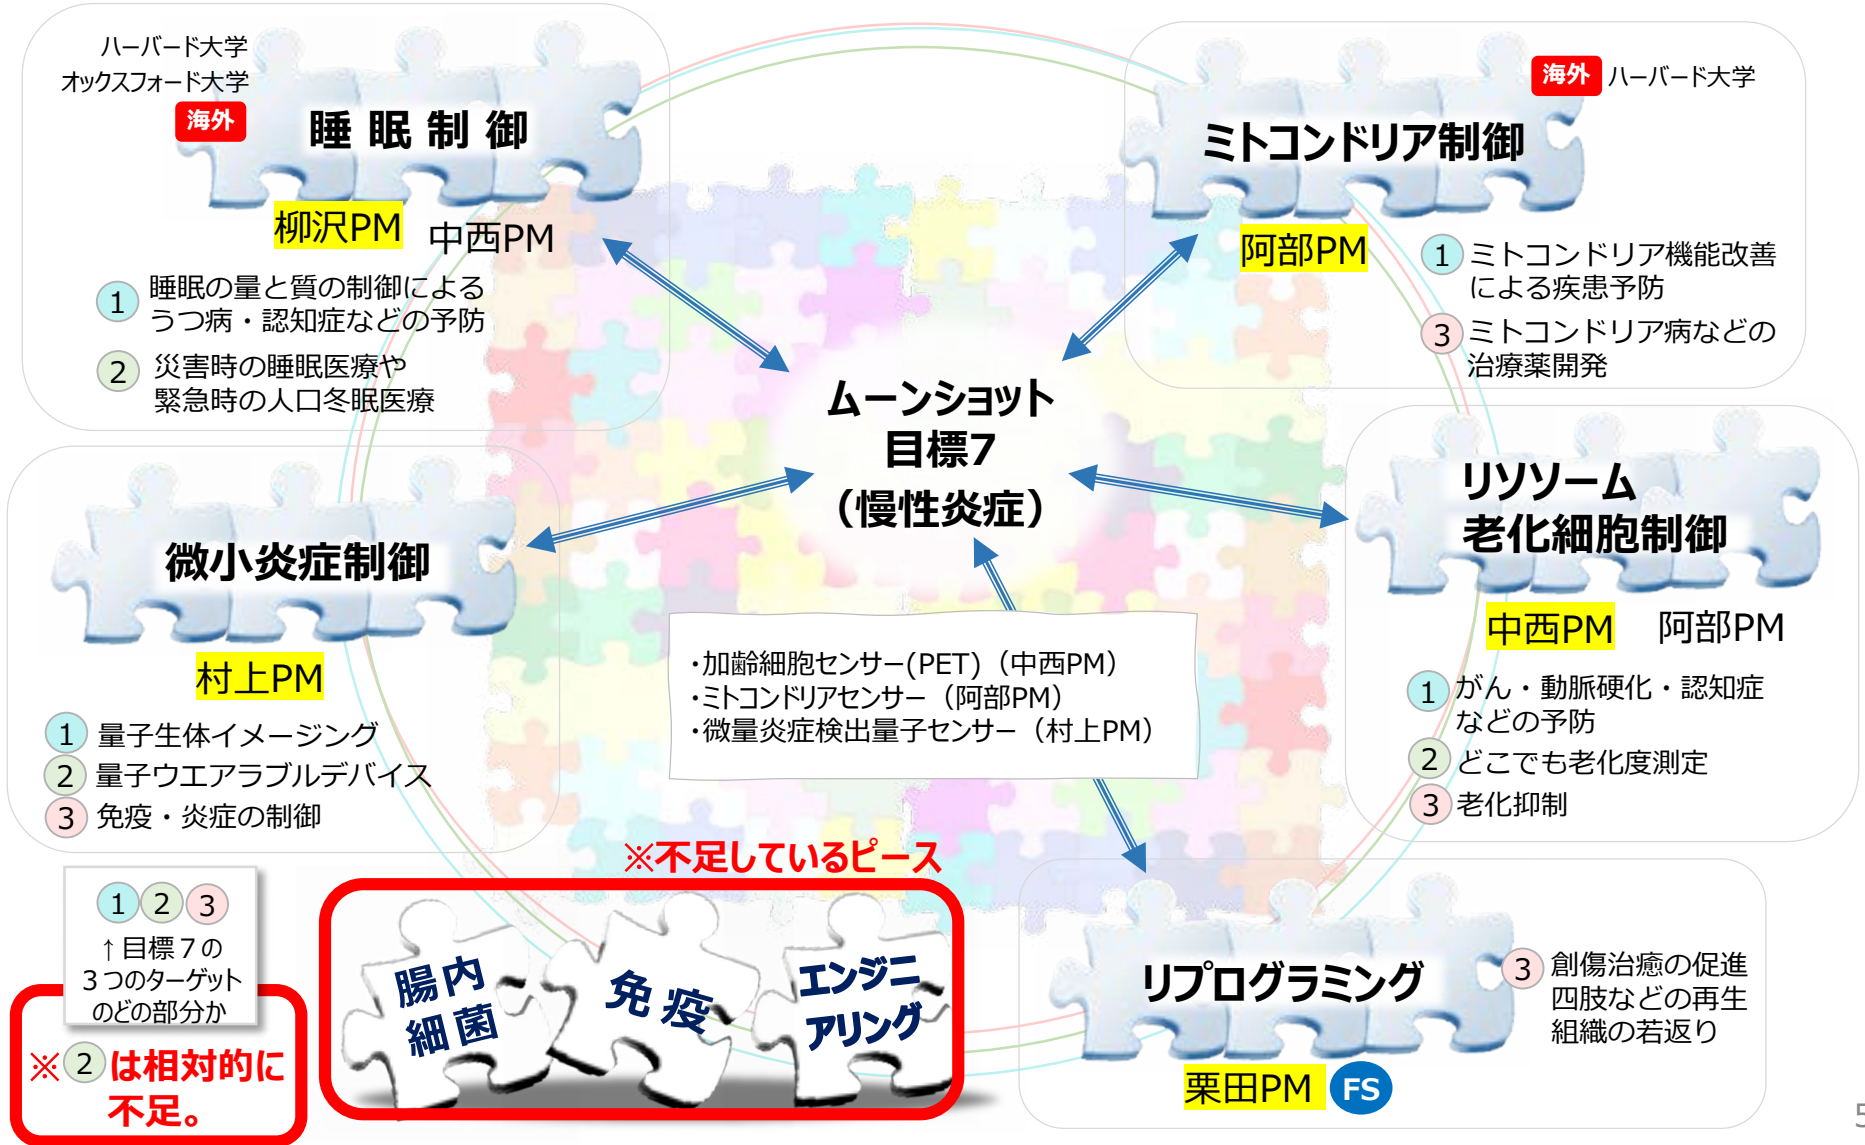 ハーバード大学
オックスフォード大学
海外
睡眠制御
柳沢PM 中西PM
1 睡眠の量と質の制御による
うつ病・認知症などの予防
2 災害時の睡眠医療や
緊急時の人口冬眠医療
海外 ハーバード大学
ミトコンドリア制御
阿部PM
1 ミトコンドリア機能改善
による疾患予防
3 ミトコンドリア病などの
治療薬開発
ムーンショット
目標7
（慢性炎症）
微小炎症制御
村上PM
1 量子生体イメージング
2 量子ウエアラブルデバイス
3 免疫・炎症の制御
リソソーム
老化細胞制御
中西PM 阿部PM
1 がん・動脈硬化・認知症
などの予防
2 どこでも老化度測定
3 老化抑制
・加齢細胞センサー(PET)（中西PM）
・ミトコンドリアセンサー（阿部PM）
・微量炎症検出量子センサー（村上PM）
※不足しているピース
腸内
細菌
免疫
エンジニ
アリング
1 2 3
↑目標７の
３つのターゲット
のどの部分か
※2は相対的に
不足。
リプログラミング
栗田PM FS
3 創傷治癒の促進
四肢などの再生
組織の若返り
5